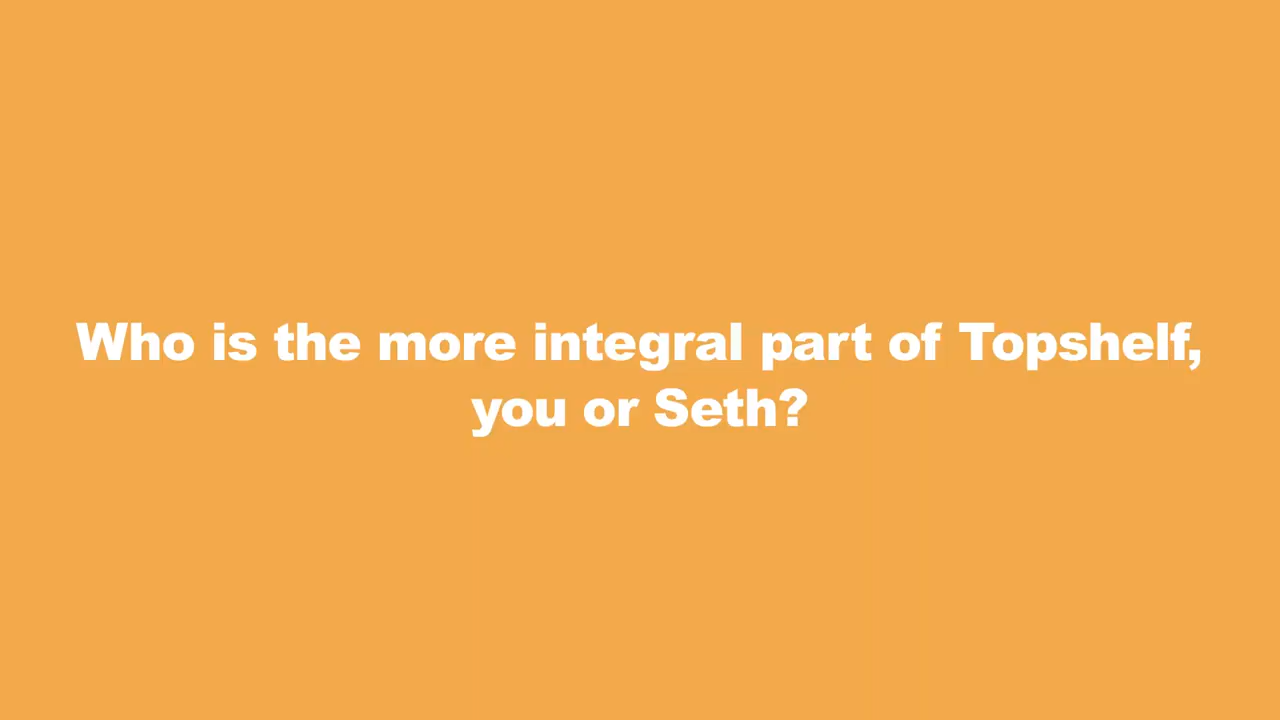 Who is the more integral part of Topshelf,
you or Seth?